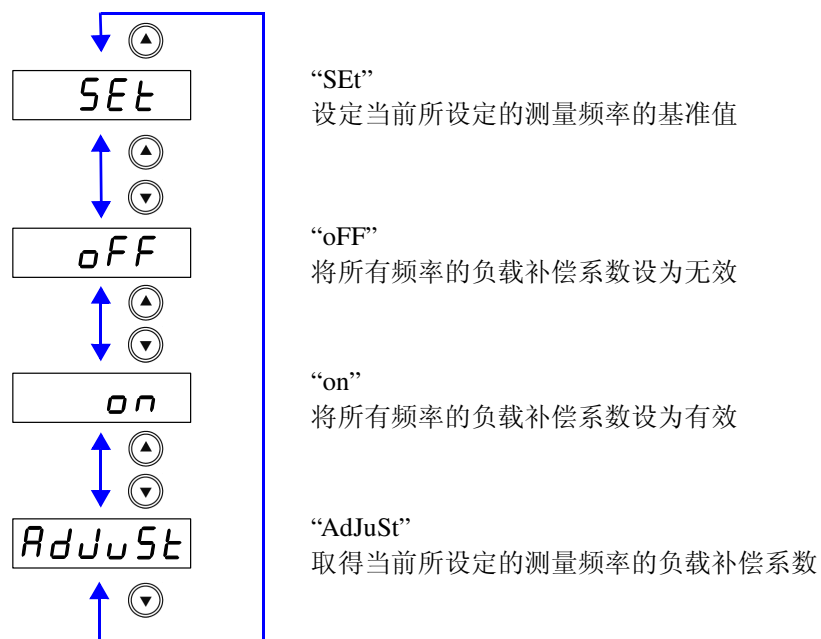 SEt
“SEt”
设定当前所设定的测量频率的基准值
oFF
“oFF”
将所有频率的负载补偿系数设为无效
on
“on”
将所有频率的负载补偿系数设为有效
AdJuSt
“AdJuSt”
取得当前所设定的测量频率的负载补偿系数